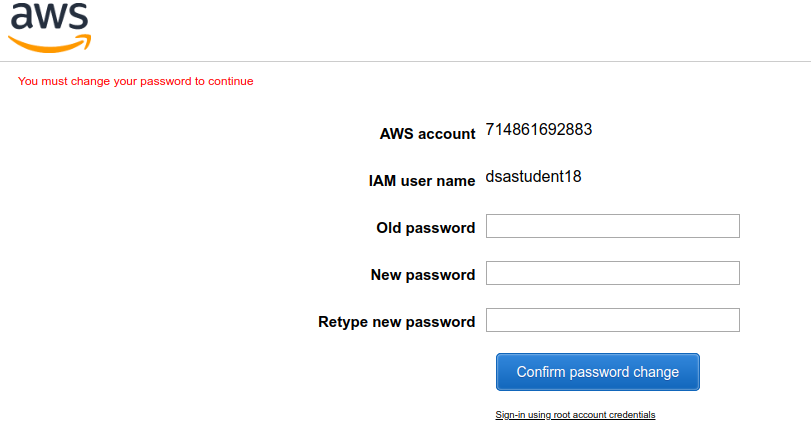 aws
You must change your password to continue
AWS account 714861692883
IAM user name dsastudent18
Old password
New password
Retype new password
Confirm password change
Sign-in using root account credentials